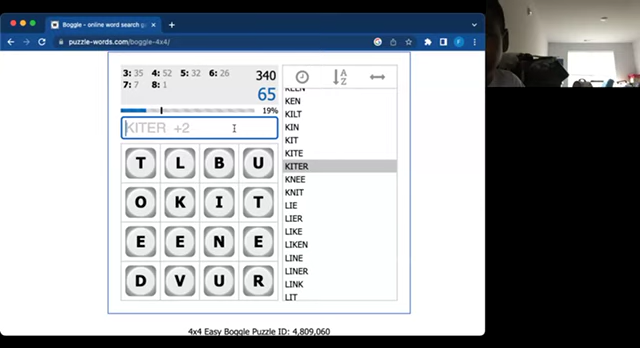 Boggle - online word search g
puzzle-words.com/boggle-4x4/
3: 35 4: 52 5: 32 6: 26
7: 7 8: 1
340
65
19%
KITER +2
T L B U
O K I T
E E N E
D V U R
A
Z
KEEN
KEN
KILT
KIN
KIT
KITE
KITER
KNEE
KNIT
LIE
LIER
LIKE
LIKEN
LINE
LINER
LINK
LIT
4x4 Easy Boggle Puzzle ID: 4,809,060